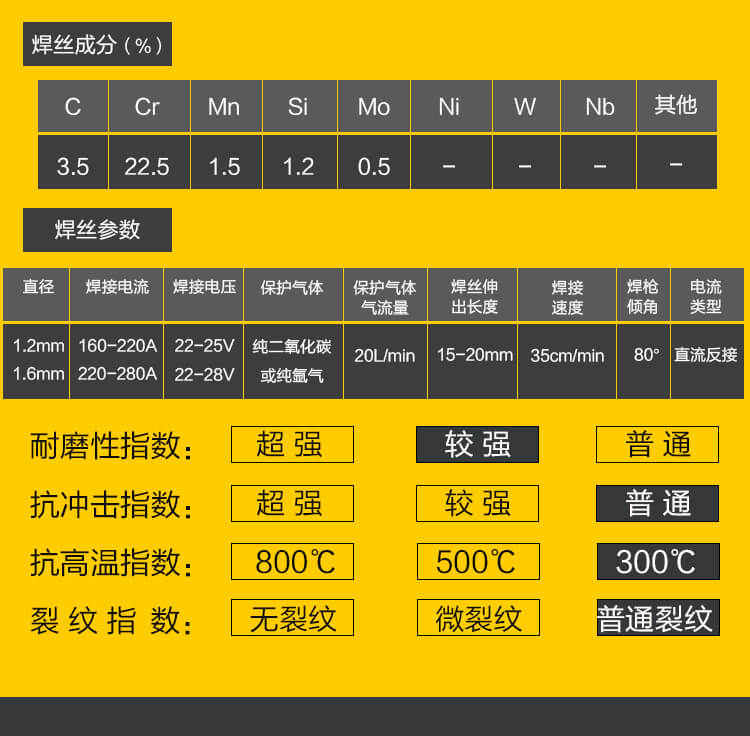 焊丝成分(%)
C Cr Mn Si Mo Ni W Nb 其他
3.5 22.5 1.5 1.2 0.5 – – – –
焊丝参数
直径 焊接电流 焊接电压 保护气体 保护气体 焊丝伸 焊接 焊枪 电流
气流量 出长度 速度 倾角 类型
1.2mm 160-220A 22-25V 纯二氧化碳
20L/min 15-20mm 35cm/min 80° 直流反接
1.6mm 220-280A 22-28V 或纯氩气
耐磨性指数: 超强 较强 普通
抗冲击指数: 超强 较强 普通
抗高温指数: 800℃ 500℃ 300℃
裂纹指数: 无裂纹 微裂纹 普通裂纹